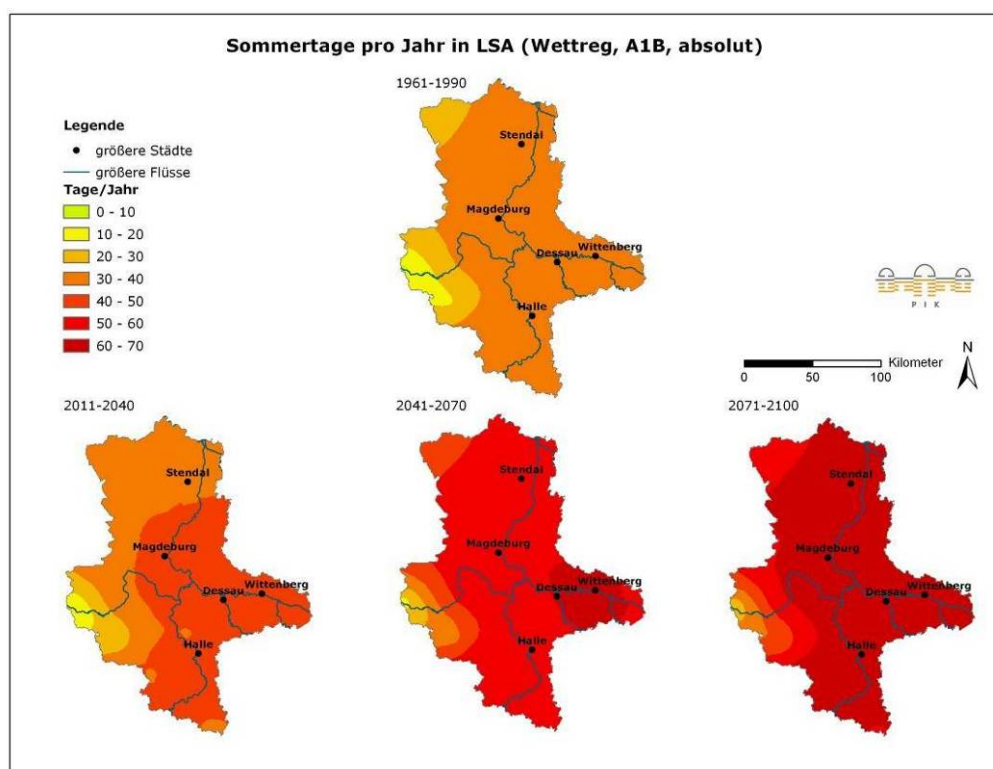 Sommertage pro Jahr in LSA (Wettreg, A1B, absolut)
1961-1990
Legende
größere Städte
größere Flüsse
Tage/Jahr
0 - 10
10 - 20
20 - 30
30 - 40
40 - 50
50 - 60
60 - 70
Stendal
Magdeburg
Dessau
Wittenberg
Halle
P I K
Kilometer
0 50 100
N
2011-2040
Stendal
Magdeburg
Dessau
Wittenberg
Halle
2041-2070
Stendal
Magdeburg
Dessau
Wittenberg
Halle
2071-2100
Stendal
Magdeburg
Dessau
Wittenberg
Halle